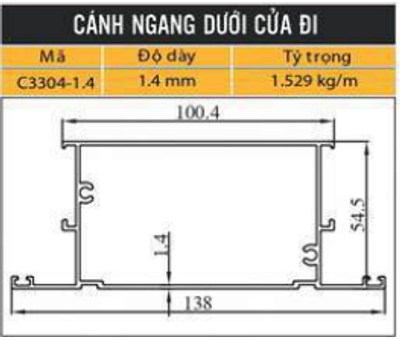 CÁNH NGANG DƯỚI CỬA ĐI
Mã Độ dày Tỷ trọng
C3304-1.4 1.4 mm 1.529 kg/m
100.4
54.5
1.4
138